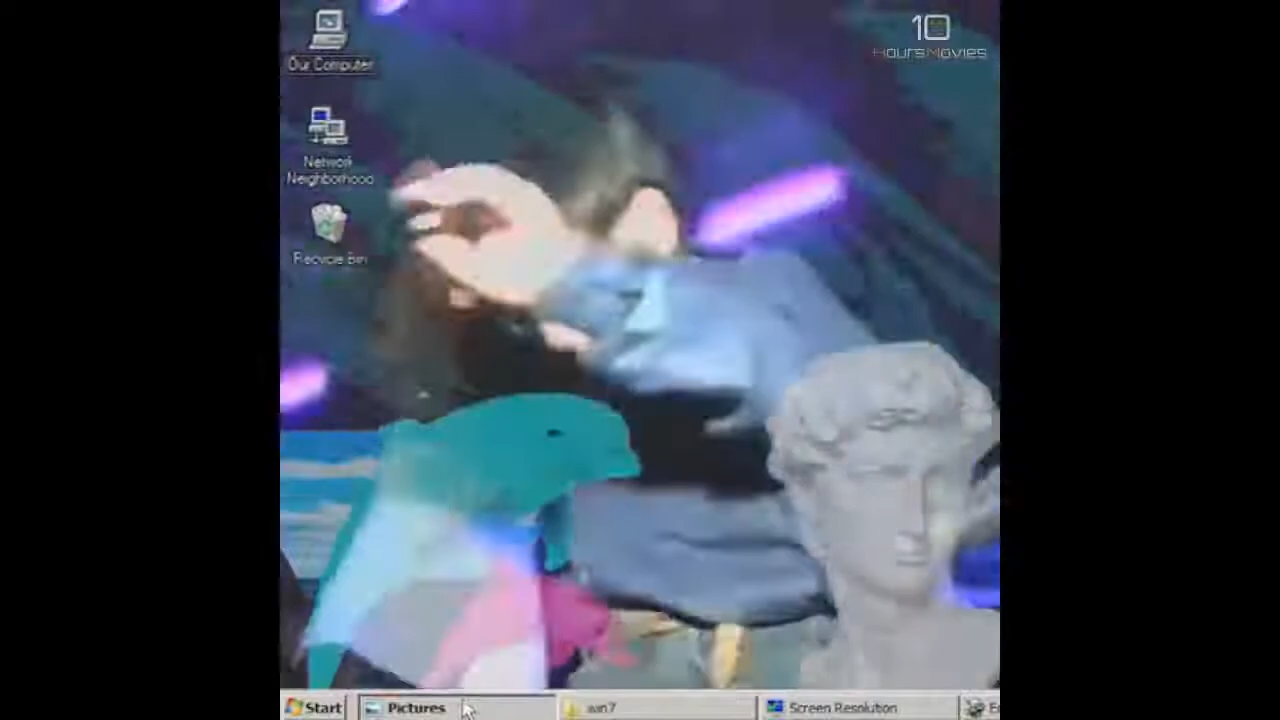 Our Computer
10
HoursMovies
Network
Neighborhood
Recycle Bin
Start
Pictures
win7
Screen Resolution